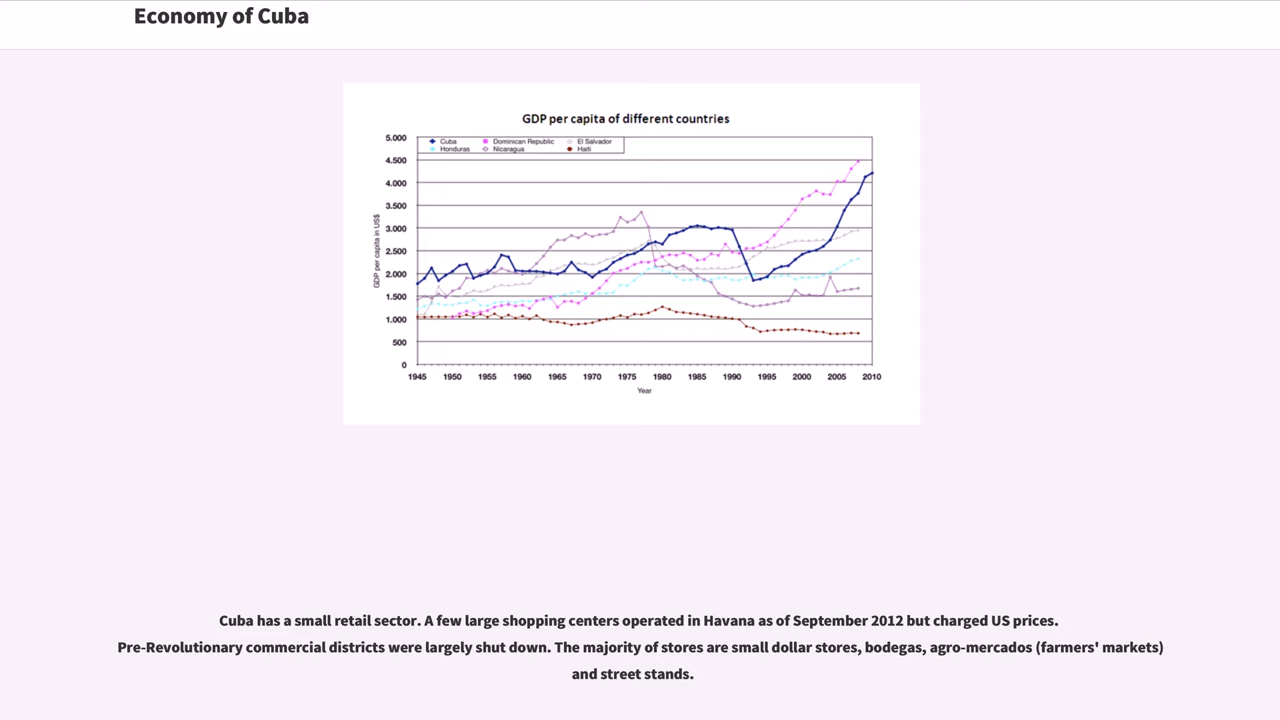 Economy of Cuba
GDP per capita of different countries
Cuba Dominican Republic El Salvador
Honduras Nicaragua Haiti
5.000
4.500
4.000
3.500
3.000
2.500
2.000
1.500
1.000
500
0
GDP per capita in US$
1945 1950 1955 1960 1965 1970 1975 1980 1985 1990 1995 2000 2005 2010
Year
Cuba has a small retail sector. A few large shopping centers operated in Havana as of September 2012 but charged US prices.
Pre-Revolutionary commercial districts were largely shut down. The majority of stores are small dollar stores, bodegas, agro-mercados (farmers' markets)
and street stands.